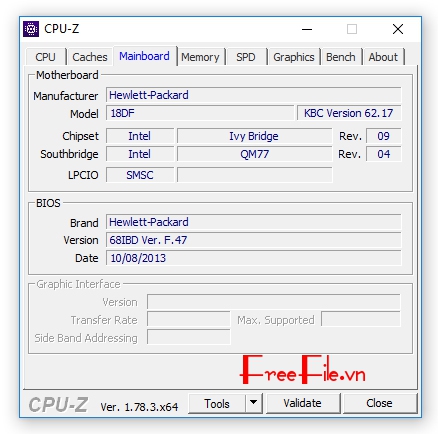 CPU-Z
CPU Caches Mainboard Memory SPD Graphics Bench About
Motherboard
Manufacturer Hewlett-Packard
Model 18DF KBC Version 62.17
Chipset Intel Ivy Bridge Rev. 09
Southbridge Intel QM77 Rev. 04
LPCIO SMSC
BIOS
Brand Hewlett-Packard
Version 68IBD Ver. F.47
Date 10/08/2013
Graphic Interface
Version
Transfer Rate Max. Supported
Side Band Addressing
FreeFile.vn
CPU-Z Ver. 1.78.3.x64 Tools Validate Close